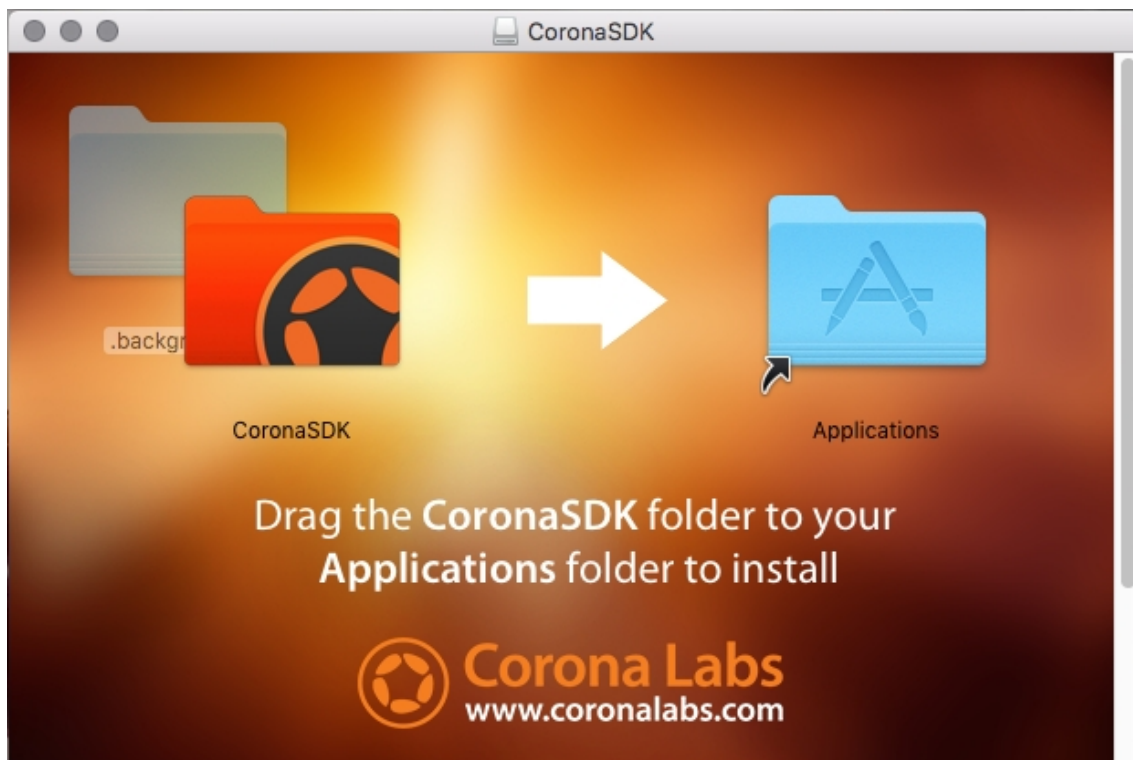 CoronaSDK
.backgr
CoronaSDK
Applications
Drag the CoronaSDK folder to your
Applications folder to install
Corona Labs
www.coronalabs.com